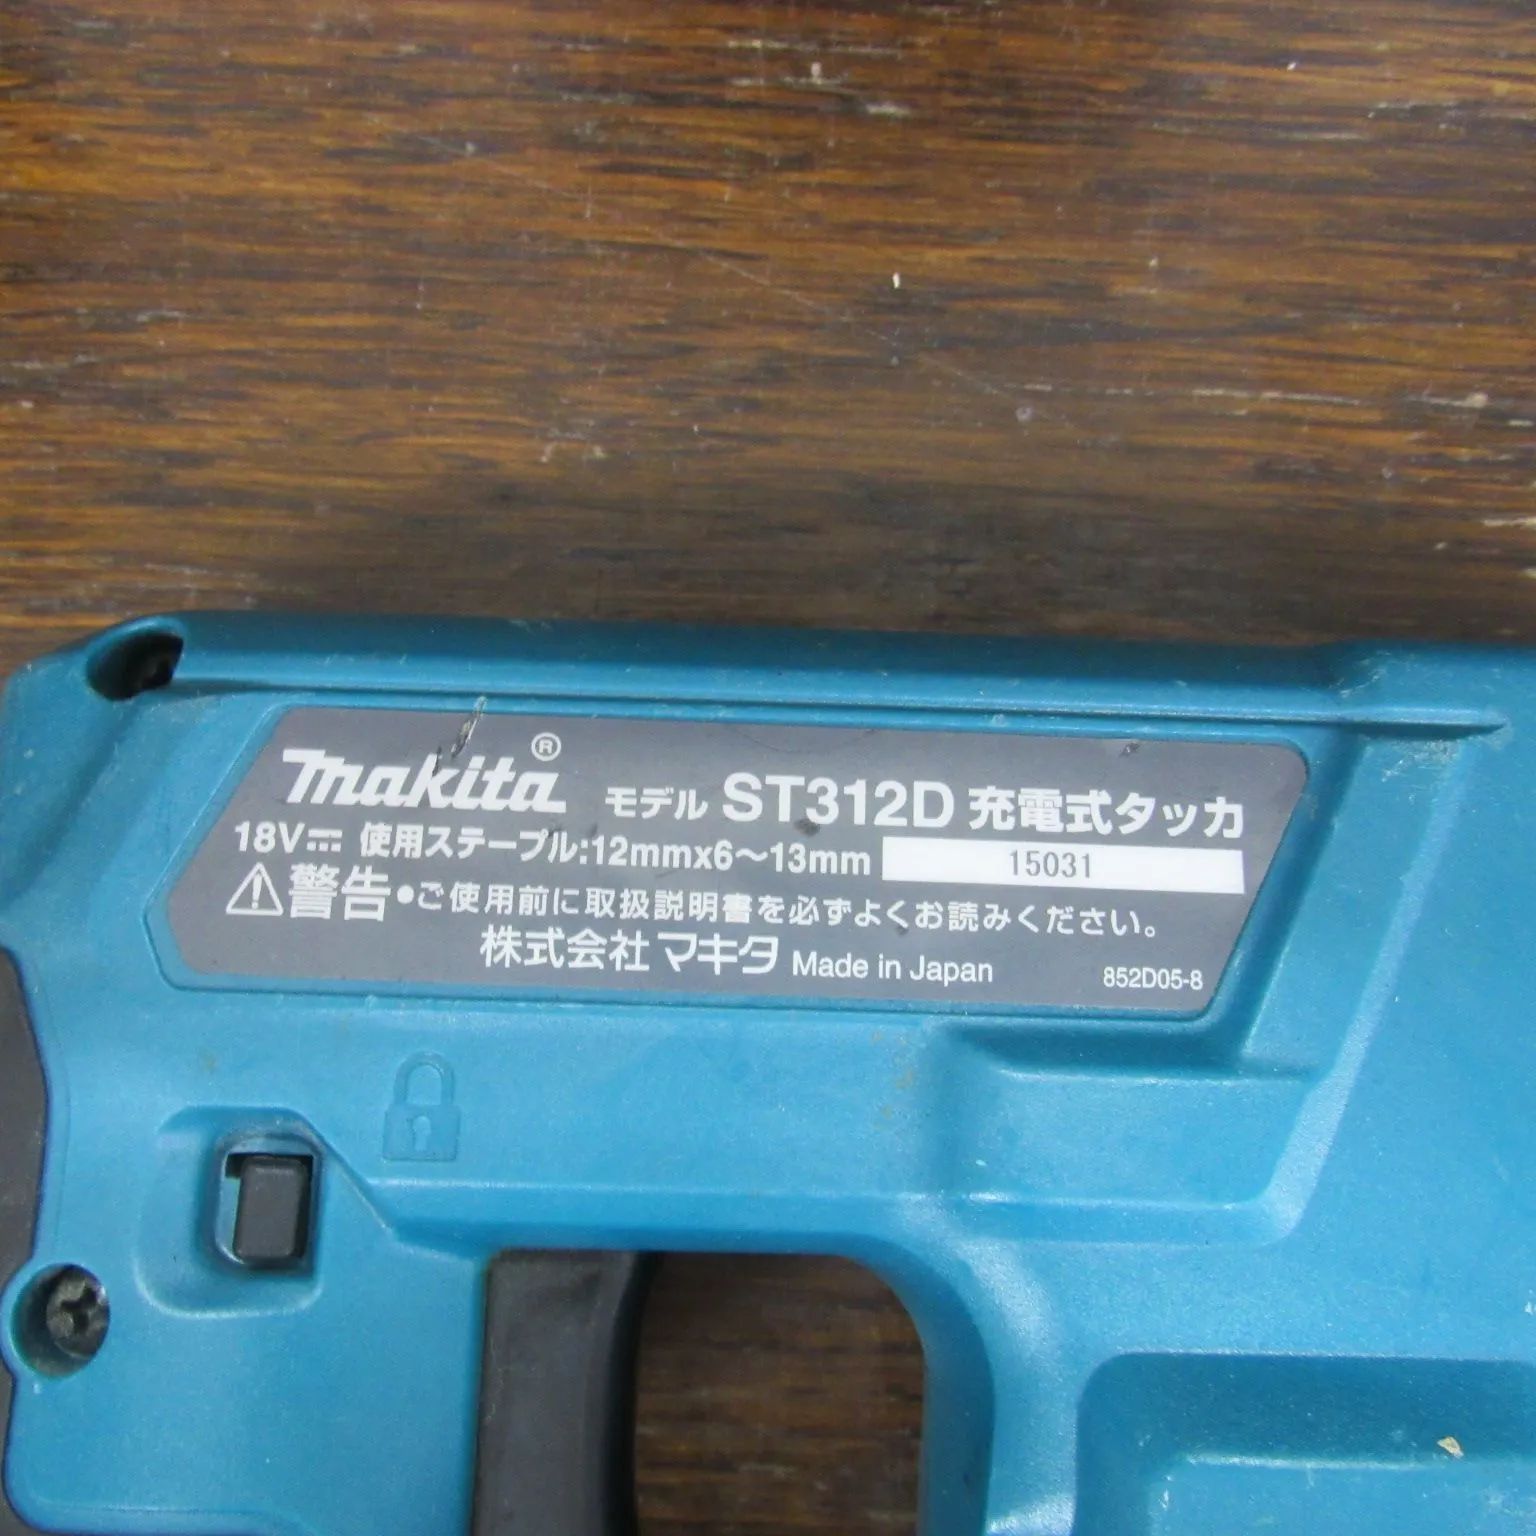 makita® モデル ST312D 充電式タッカ
18V⎓ 使用ステープル:12mmx6～13mm 15031
⚠警告●ご使用前に取扱説明書を必ずよくお読みください。
株式会社マキタ Made in Japan 852D05-8